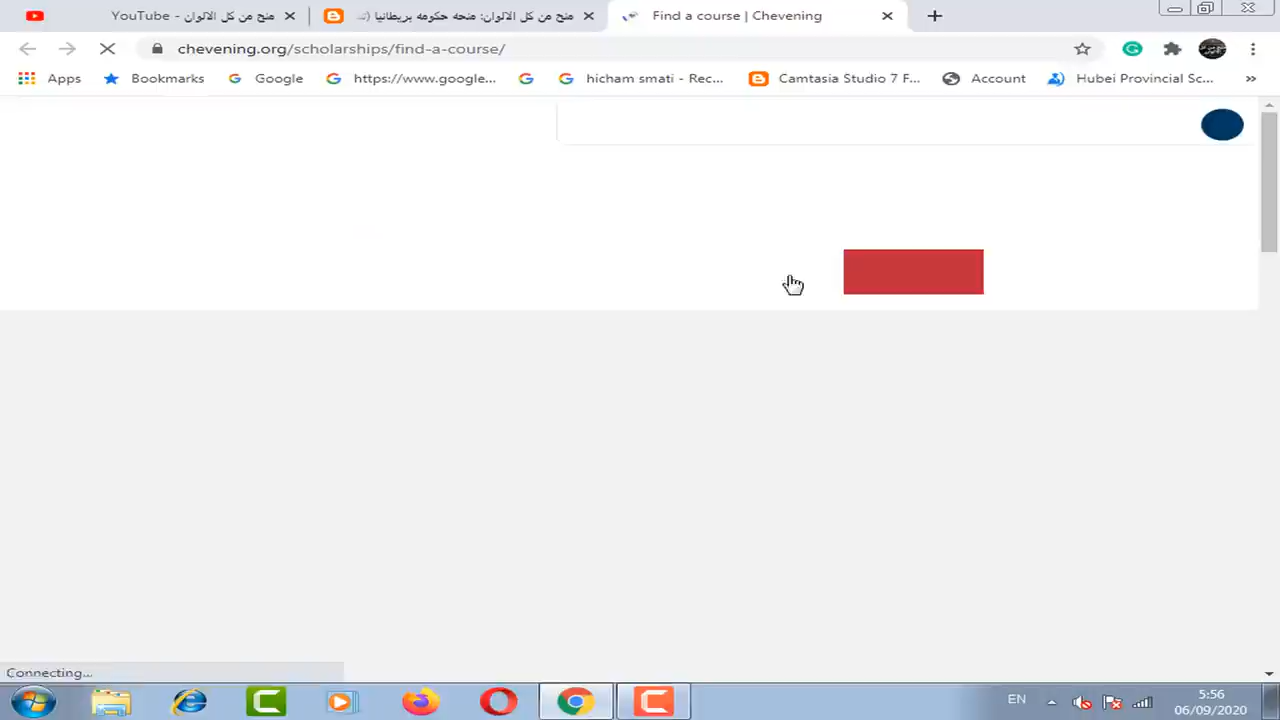 منح من كل الالوان - YouTube
منح من كل الالوان: منحه حكومه بريطانيا (ت
Find a course | Chevening
chevening.org/scholarships/find-a-course/
Apps
Bookmarks
Google
https://www.google...
hicham smati - Rec...
Camtasia Studio 7 F...
Account
Hubei Provincial Sc...
»
Connecting...
EN
5:56
06/09/2020